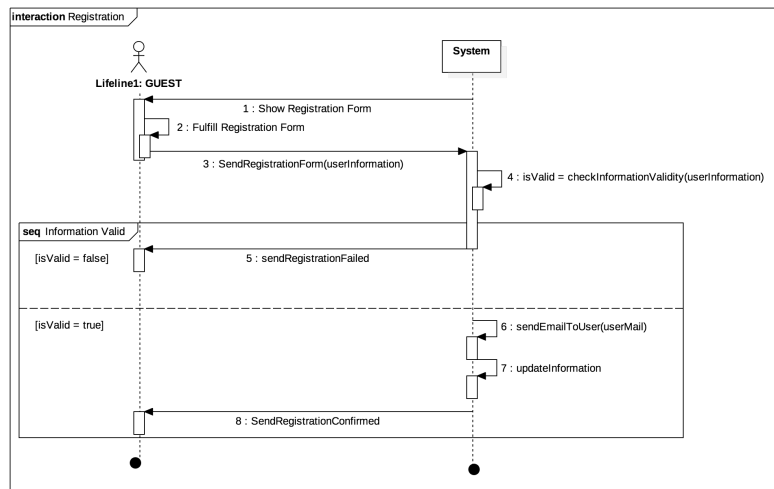 interaction Registration
System
Lifeline1: GUEST
1 : Show Registration Form
2 : Fulfill Registration Form
3 : SendRegistrationForm(userInformation)
4 : isValid = checkInformationValidity(userInformation)
seq Information Valid
[isValid = false]
5 : sendRegistrationFailed
[isValid = true]
6 : sendEmailToUser(userMail)
7 : updateInformation
8 : SendRegistrationConfirmed